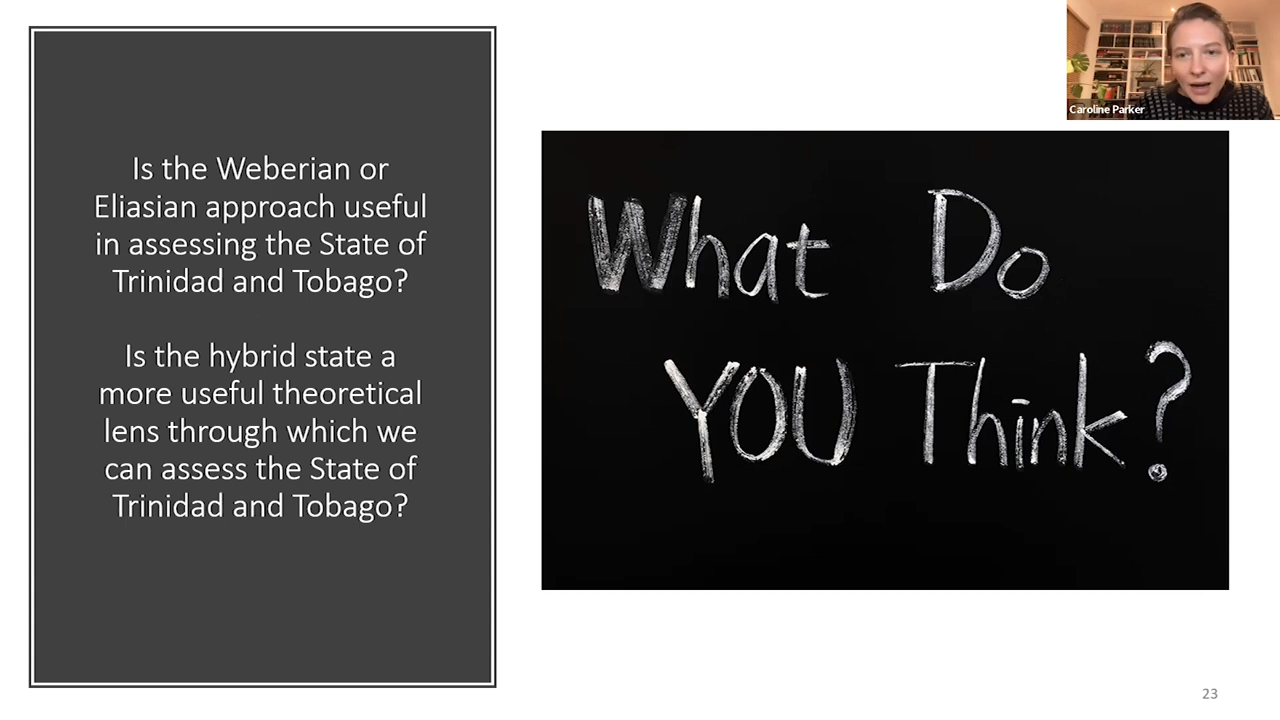 Is the Weberian or
Eliasian approach useful
in assessing the State of
Trinidad and Tobago?
Is the hybrid state a
more useful theoretical
lens through which we
can assess the State of
Trinidad and Tobago?
What Do
YOU Think?
Caroline Parker
23